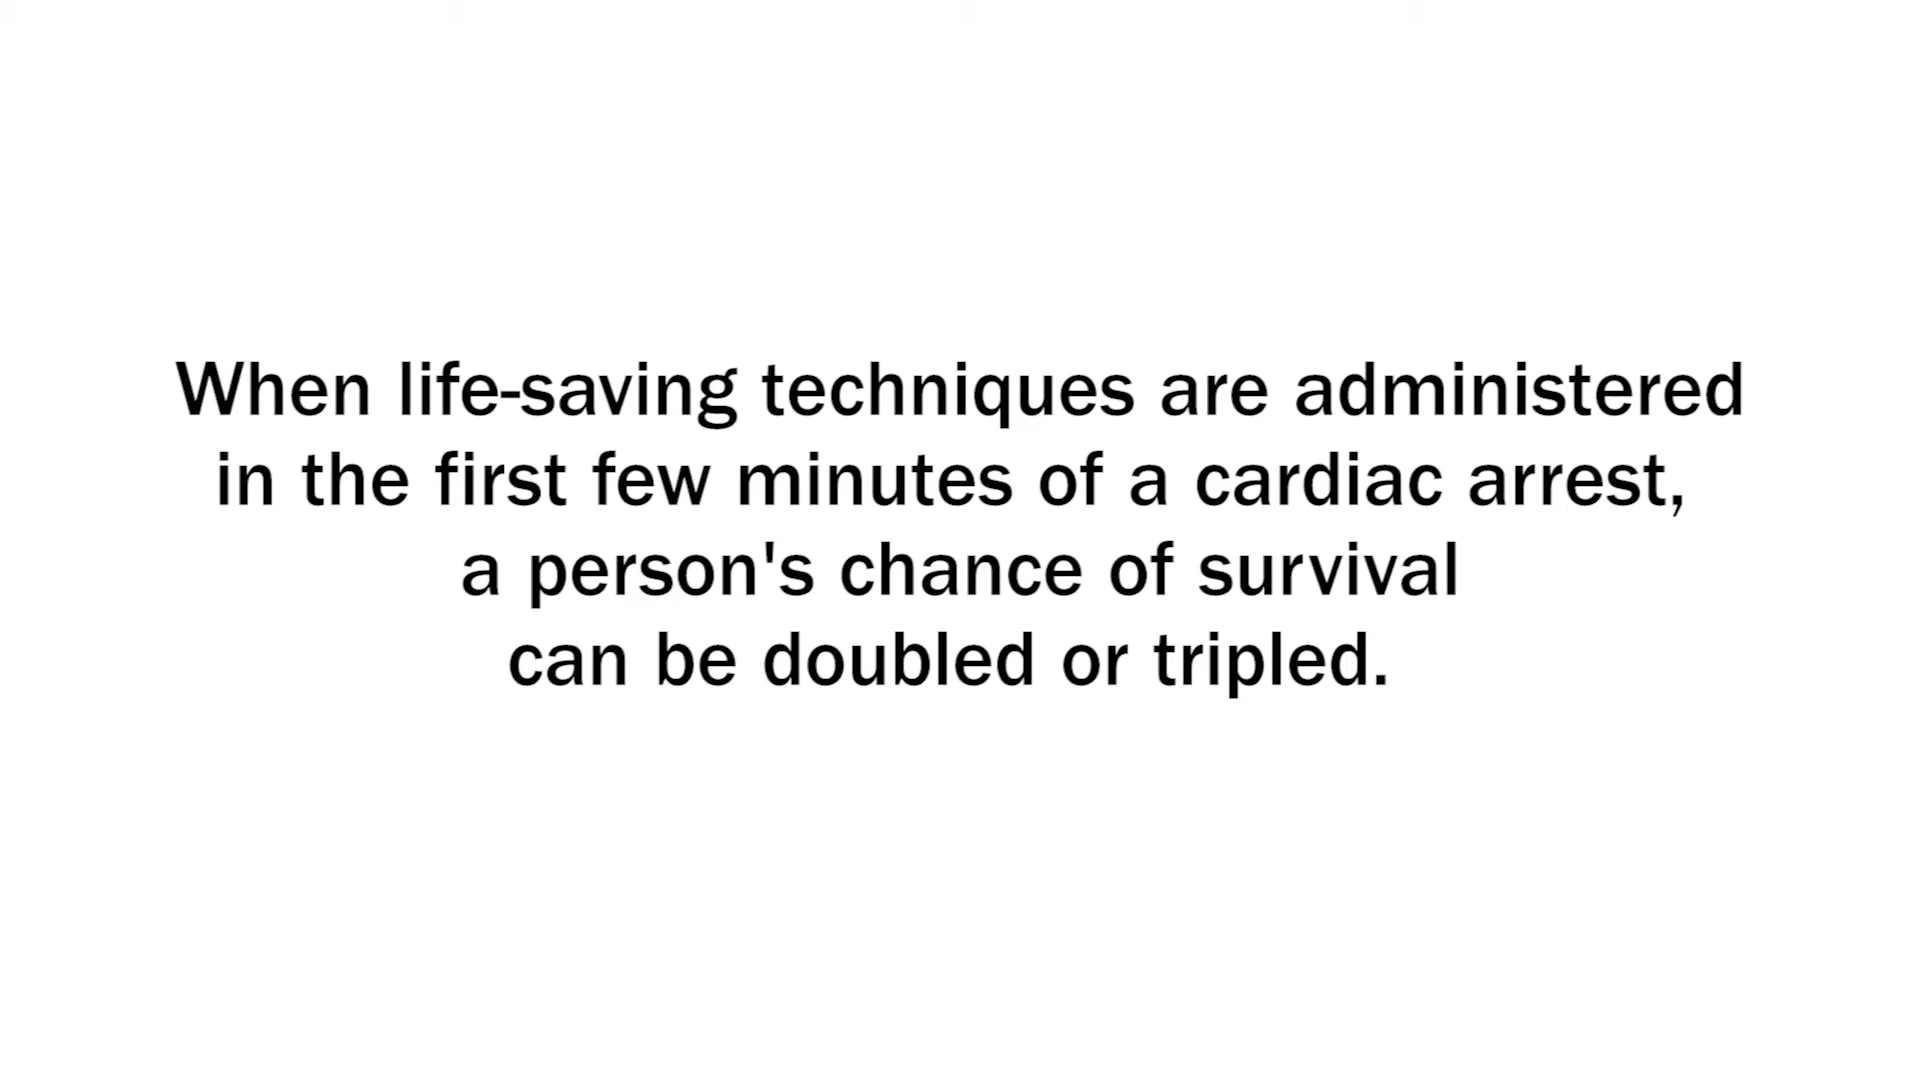 When life-saving techniques are administered
in the first few minutes of a cardiac arrest,
a person's chance of survival
can be doubled or tripled.